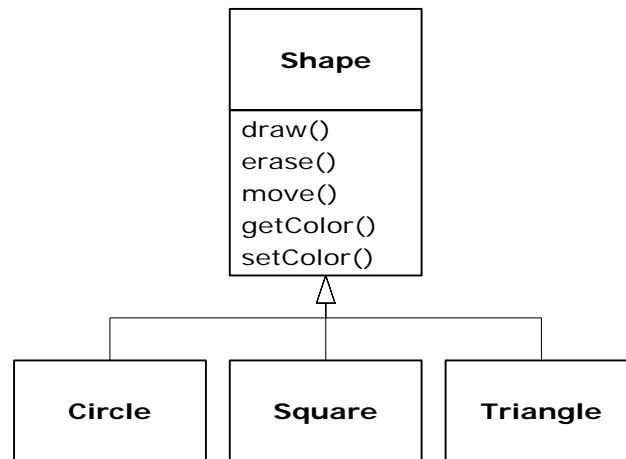 Shape
draw()
erase()
move()
getColor()
setColor()
Circle
Square
Triangle